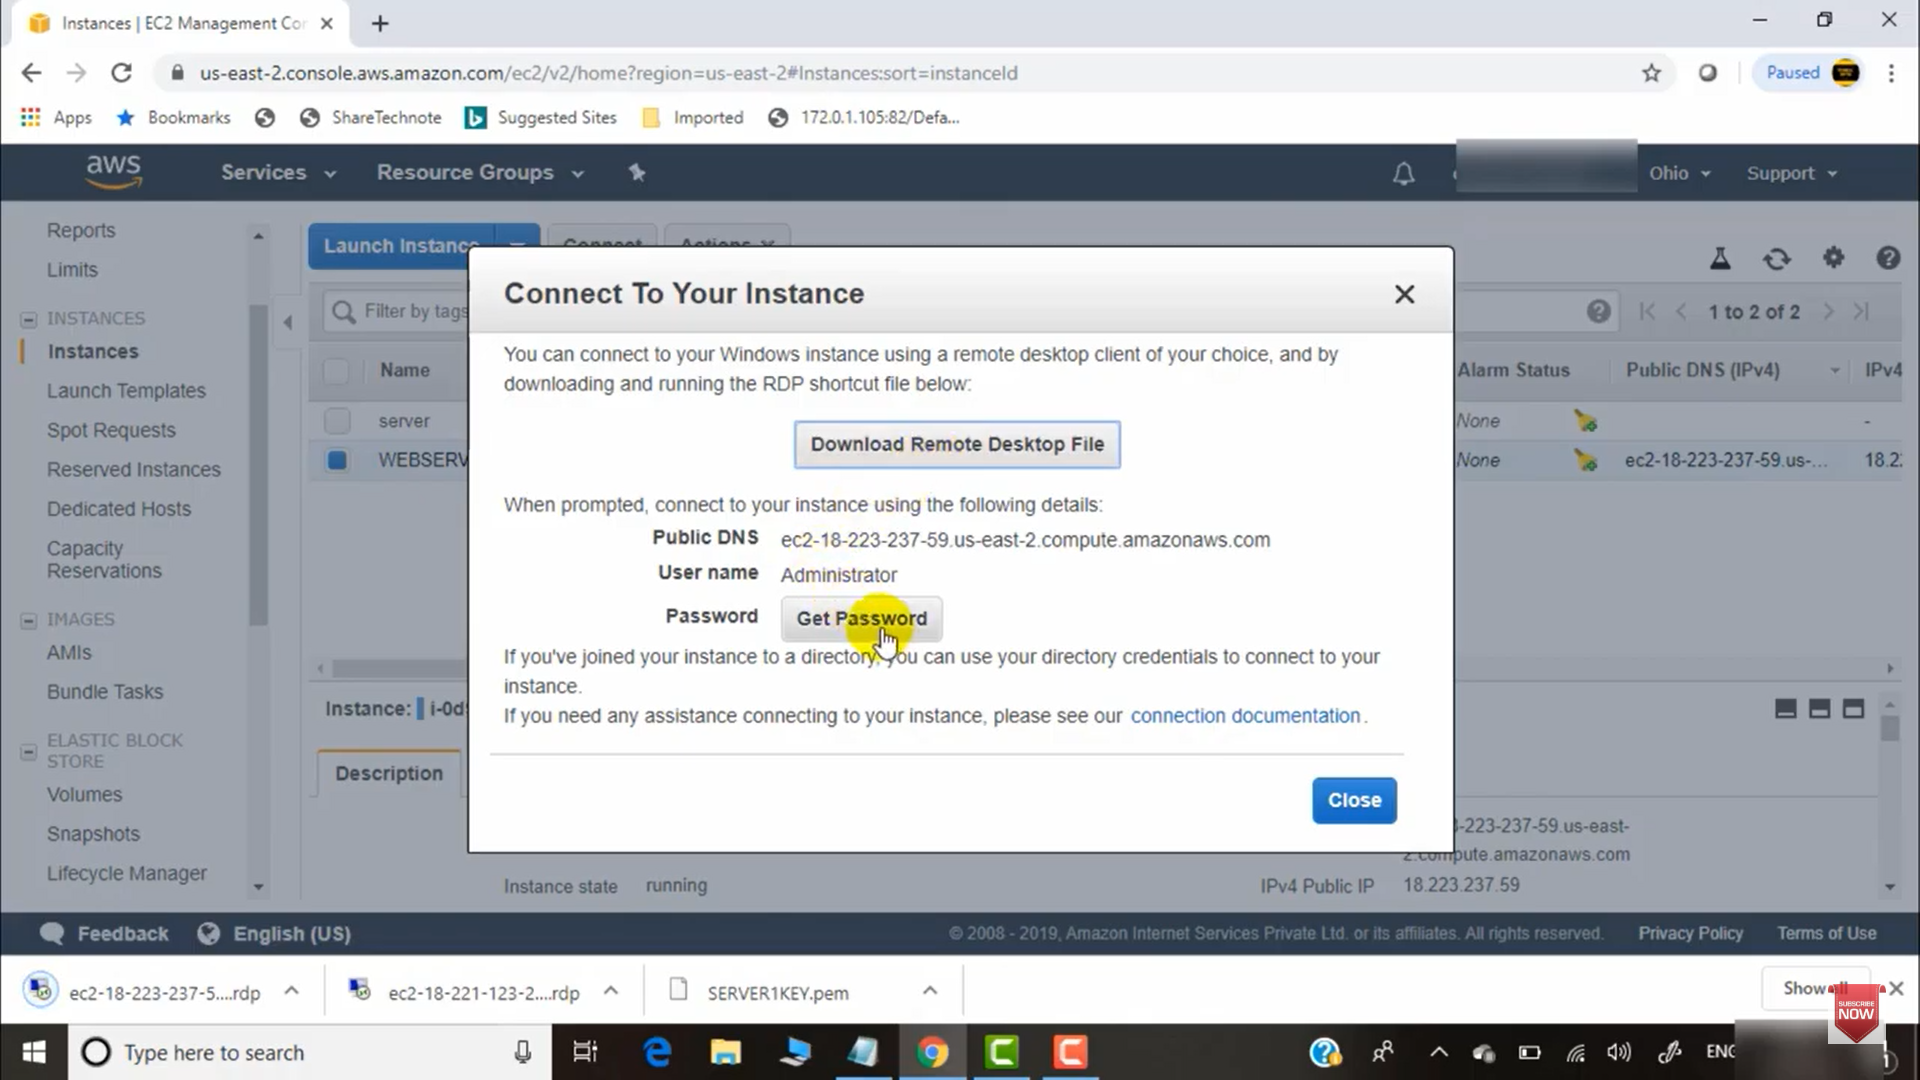 Instances | EC2 Management Co
us-east-2.console.aws.amazon.com/ec2/v2/home?region=us-east-2#Instances:sort=instanceId
Paused
Apps
Bookmarks
ShareTechnote
Suggested Sites
Imported
172.0.1.105:82/Defa...
aws
Services
Resource Groups
Ohio
Support
Reports
Limits
INSTANCES
Instances
Launch Templates
Spot Requests
Reserved Instances
Dedicated Hosts
Capacity
Reservations
IMAGES
AMIs
Bundle Tasks
ELASTIC BLOCK
STORE
Volumes
Snapshots
Lifecycle Manager
Launch Instance
Connect
Actions
Filter by tags
1 to 2 of 2
Name
Alarm Status
Public DNS (IPv4)
IPv4
server
None
-
WEBSERV
None
ec2-18-223-237-59.us-...
18.2
Connect To Your Instance
You can connect to your Windows instance using a remote desktop client of your choice, and by
downloading and running the RDP shortcut file below:
Download Remote Desktop File
When prompted, connect to your instance using the following details:
Public DNS ec2-18-223-237-59.us-east-2.compute.amazonaws.com
User name Administrator
Password Get Password
If you've joined your instance to a directory, you can use your directory credentials to connect to your
instance.
If you need any assistance connecting to your instance, please see our connection documentation.
Close
Instance: i-0d
Description
-223-237-59.us-east-
2.compute.amazonaws.com
Instance state running
IPv4 Public IP 18.223.237.59
Feedback
English (US)
© 2008 - 2019, Amazon Internet Services Private Ltd. or its affiliates. All rights reserved.
Privacy Policy
Terms of Use
ec2-18-223-237-5....rdp
ec2-18-221-123-2....rdp
SERVER1KEY.pem
Show all
SUBSCRIBE
NOW
Type here to search
ENG